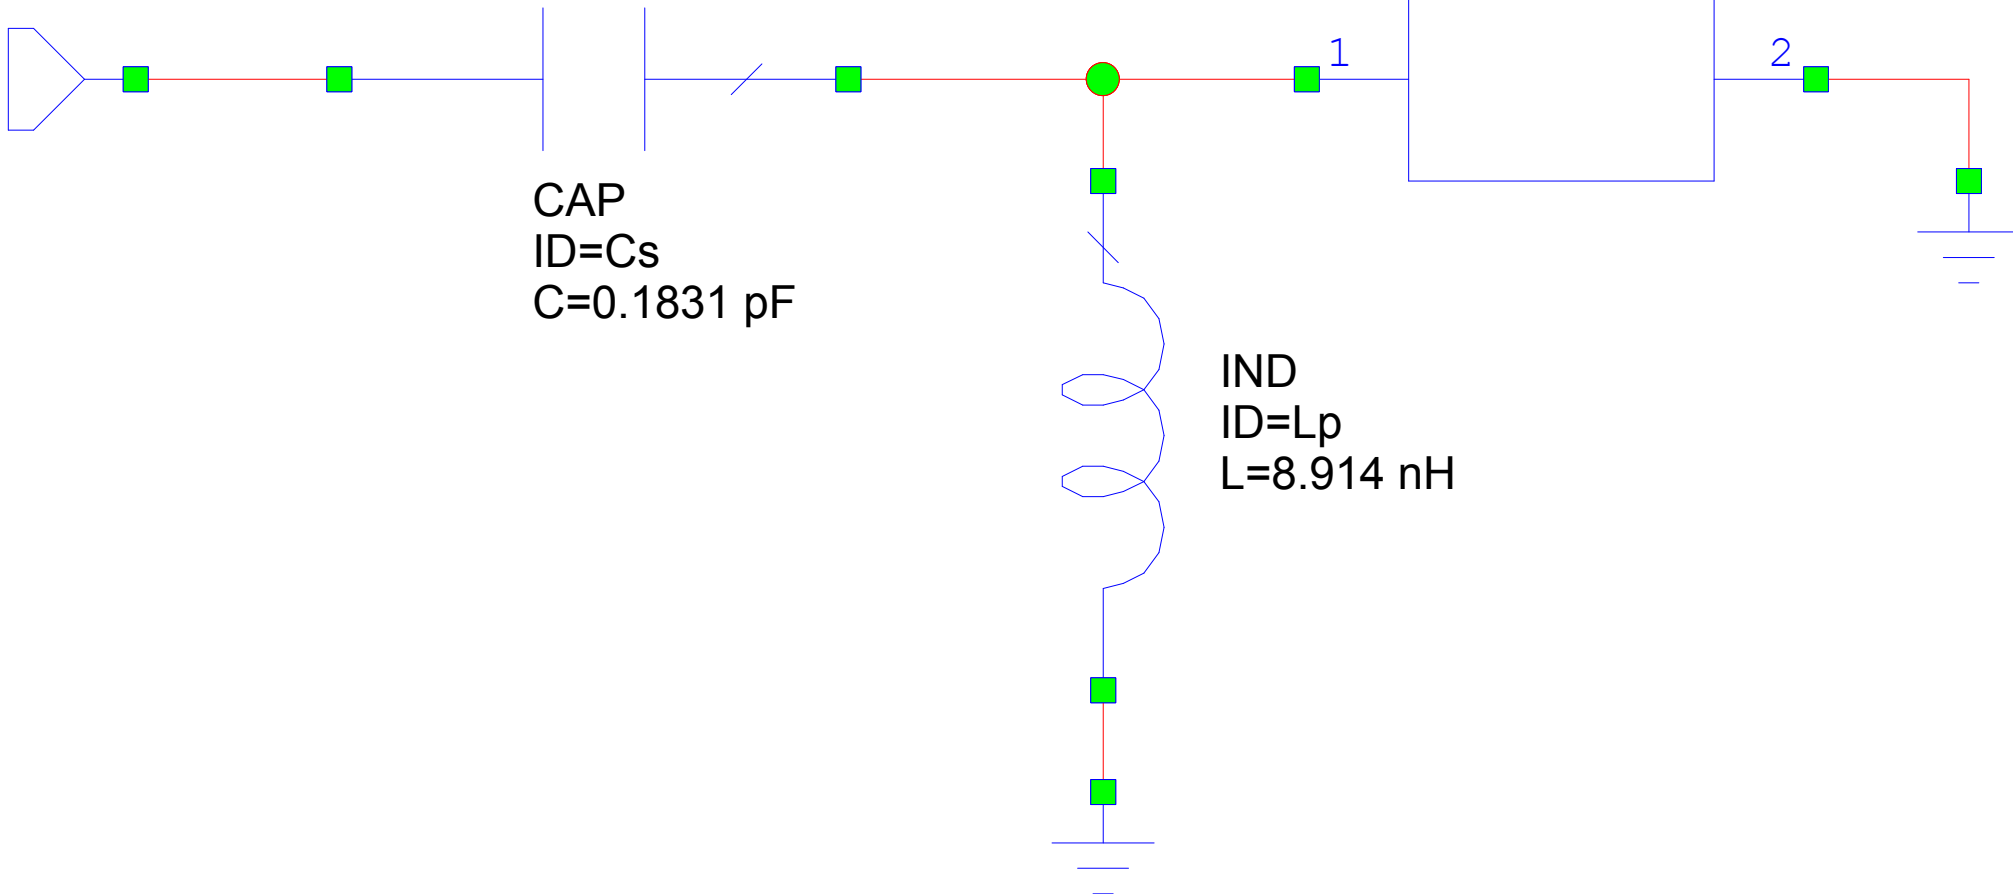 1
2
CAP
ID=Cs
C=0.1831 pF
IND
ID=Lp
L=8.914 nH